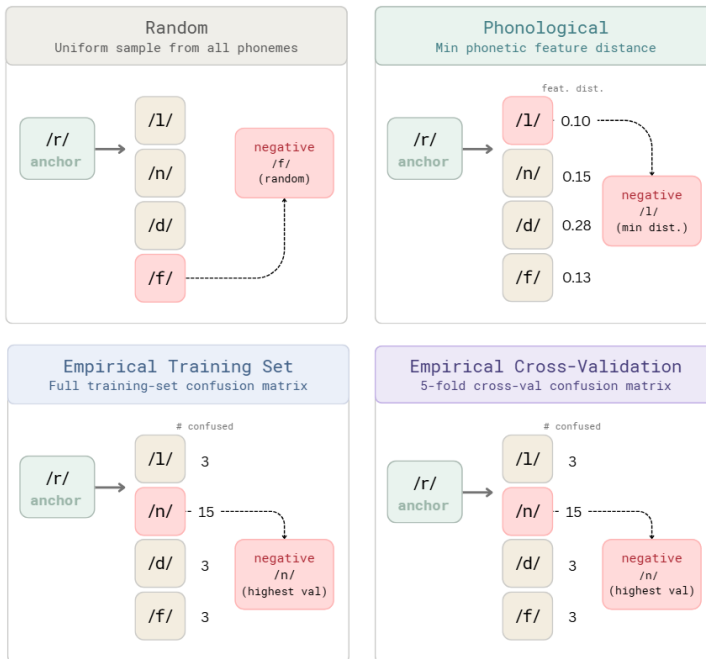 Random
Uniform sample from all phonemes
/r/
anchor
/l/
/n/
/d/
/f/
negative
/f/
(random)
Phonological
Min phonetic feature distance
feat. dist.
/r/
anchor
/l/ 0.10
/n/ 0.15
/d/ 0.28
/f/ 0.13
negative
/l/
(min dist.)
Empirical Training Set
Full training-set confusion matrix
# confused
/r/
anchor
/l/ 3
/n/ 15
/d/ 3
/f/ 3
negative
/n/
(highest val)
Empirical Cross-Validation
5-fold cross-val confusion matrix
# confused
/r/
anchor
/l/ 3
/n/ 15
/d/ 3
/f/ 3
negative
/n/
(highest val)